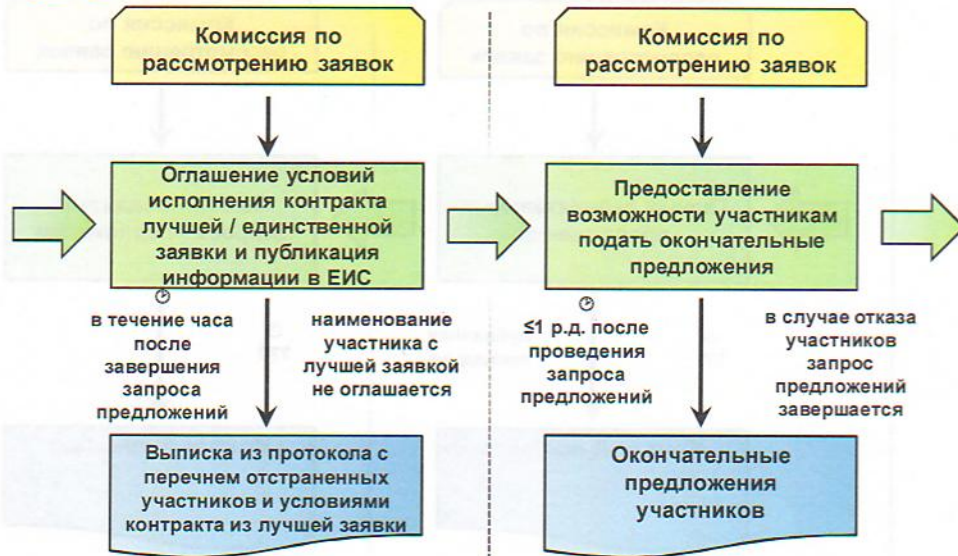 Комиссия по
рассмотрению заявок
Оглашение условий
исполнения контракта
лучшей / единственной
заявки и публикация
информации в ЕИС
в течение часа
после
завершения
запроса
предложений
наименование
участника с
лучшей заявкой
не оглашается
Выписка из протокола с
перечнем отстраненных
участников и условиями
контракта из лучшей заявки
Комиссия по
рассмотрению заявок
Предоставление
возможности участникам
подать окончательные
предложения
≤1 р.д. после
проведения
запроса
предложений
в случае отказа
участников
запрос
предложений
завершается
Окончательные
предложения
участников